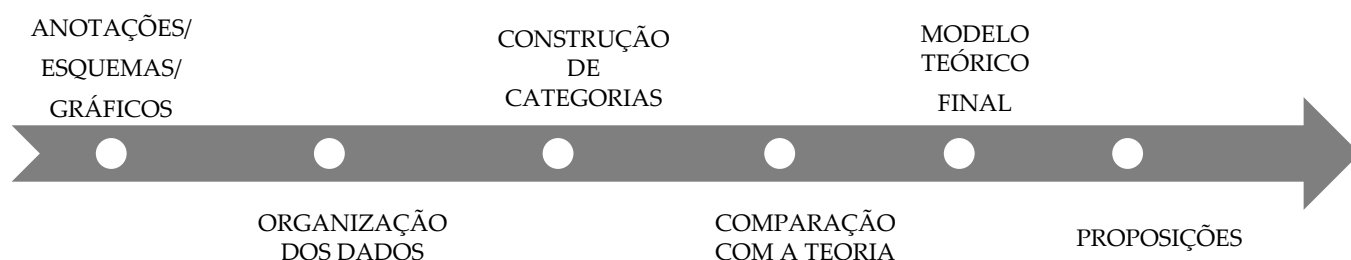 ANOTAÇÕES/
ESQUEMAS/
GRÁFICOS
ORGANIZAÇÃO
DOS DADOS
CONSTRUÇÃO
DE
CATEGORIAS
COMPARAÇÃO
COM A TEORIA
MODELO
TEÓRICO
FINAL
PROPOSIÇÕES